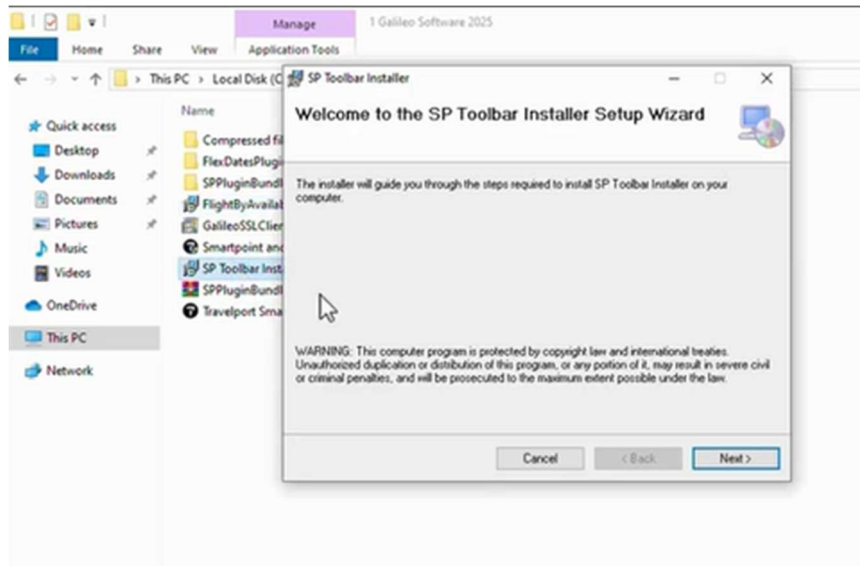 Manage
1 Galileo Software 2025
File
Home
Share
View
Application Tools
This PC > Local Disk (C
Quick access
Desktop
Downloads
Documents
Pictures
Music
Videos
OneDrive
This PC
Network
Name
Compressed fil
FlexDatesPlugi
SPPluginBundl
FlightByAvailat
GalileoSSLClier
Smartpoint and
SP Toolbar Inst
SPPluginBundl
Travelport Sma
SP Toolbar Installer
Welcome to the SP Toolbar Installer Setup Wizard
The installer will guide you through the steps required to install SP Toolbar Installer on your
computer.
WARNING: This computer program is protected by copyright law and international treaties.
Unauthorized duplication or distribution of this program, or any portion of it, may result in severe civil
or criminal penalties, and will be prosecuted to the maximum extent possible under the law.
Cancel
< Back
Next >